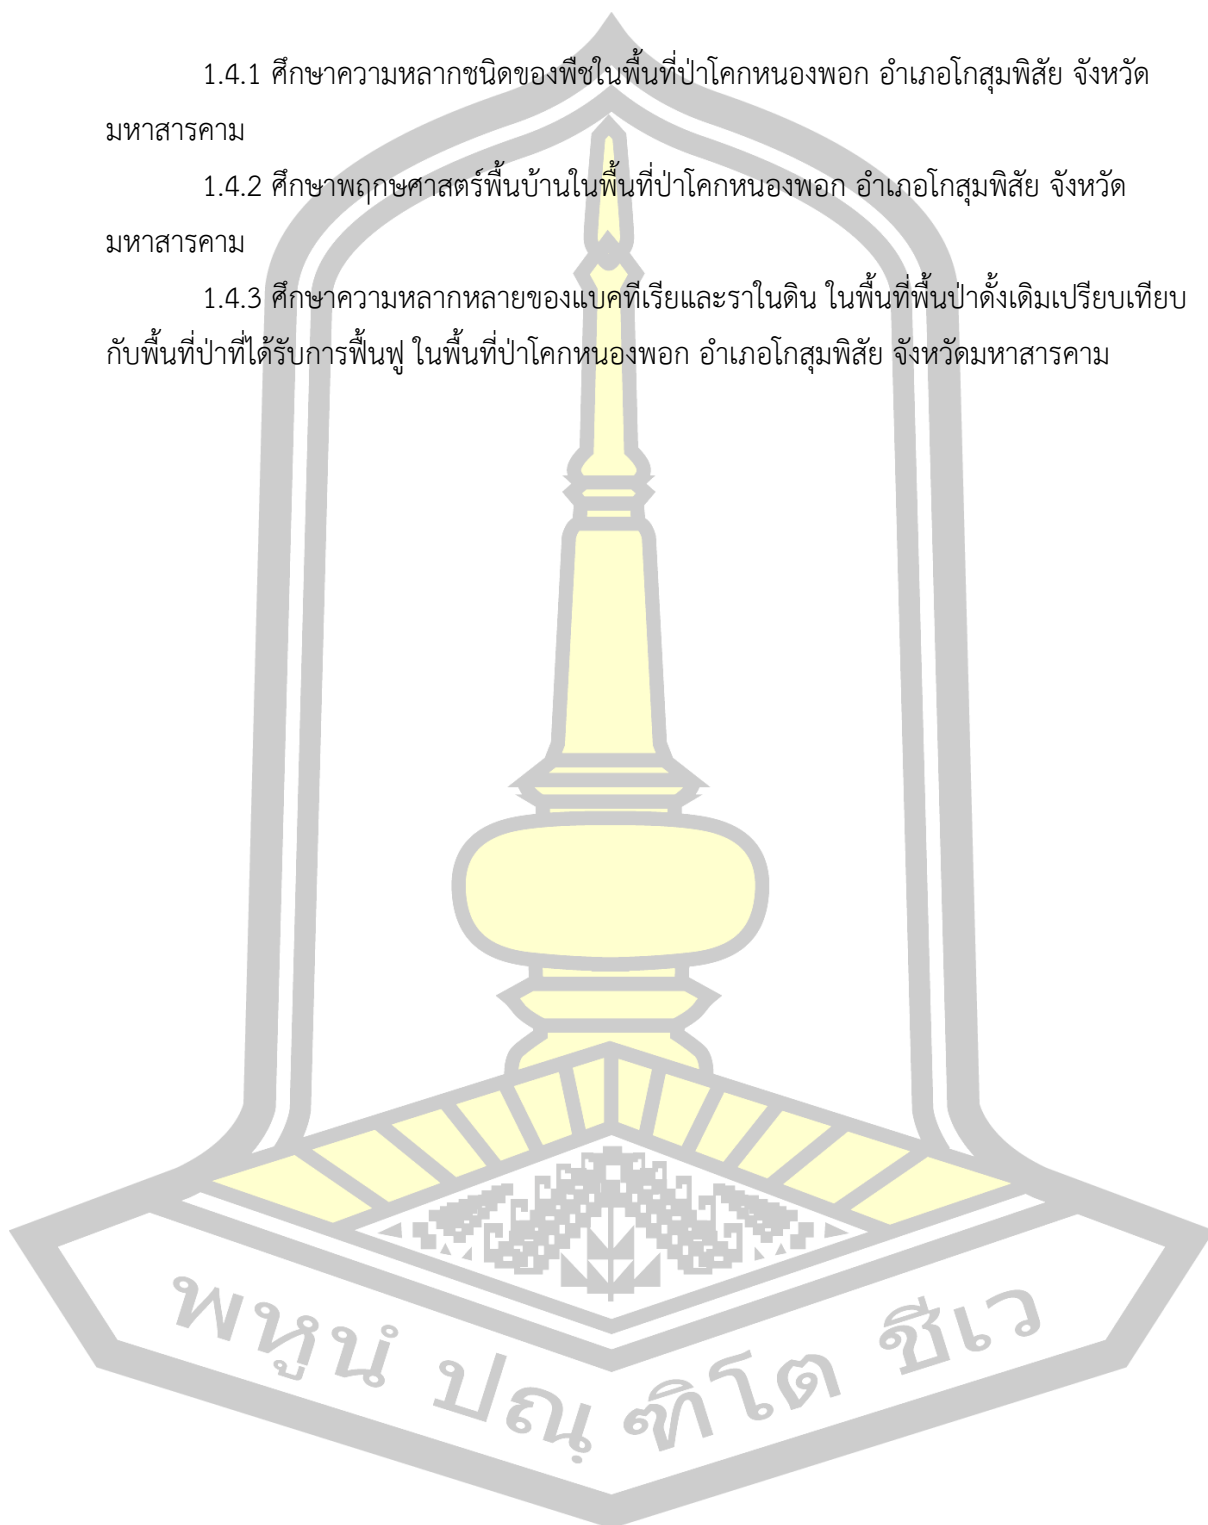 1.4.1 ศึกษาความหลากชนิดของพืชในพื้นที่ป่าโคกหนองพอก อำเภอโกสุมพิสัย จังหวัด
มหาสารคาม
1.4.2 ศึกษาพฤกษศาสตร์พื้นบ้านในพื้นที่ป่าโคกหนองพอก อำเภอโกสุมพิสัย จังหวัด
มหาสารคาม
1.4.3 ศึกษาความหลากหลายของแบคทีเรียและราในดิน ในพื้นที่พื้นป่าดั้งเดิมเปรียบเทียบ
กับพื้นที่ป่าที่ได้รับการฟื้นฟู ในพื้นที่ป่าโคกหนองพอก อำเภอโกสุมพิสัย จังหวัดมหาสารคาม
พหูนํ ปณฺฑิโต ชีเว